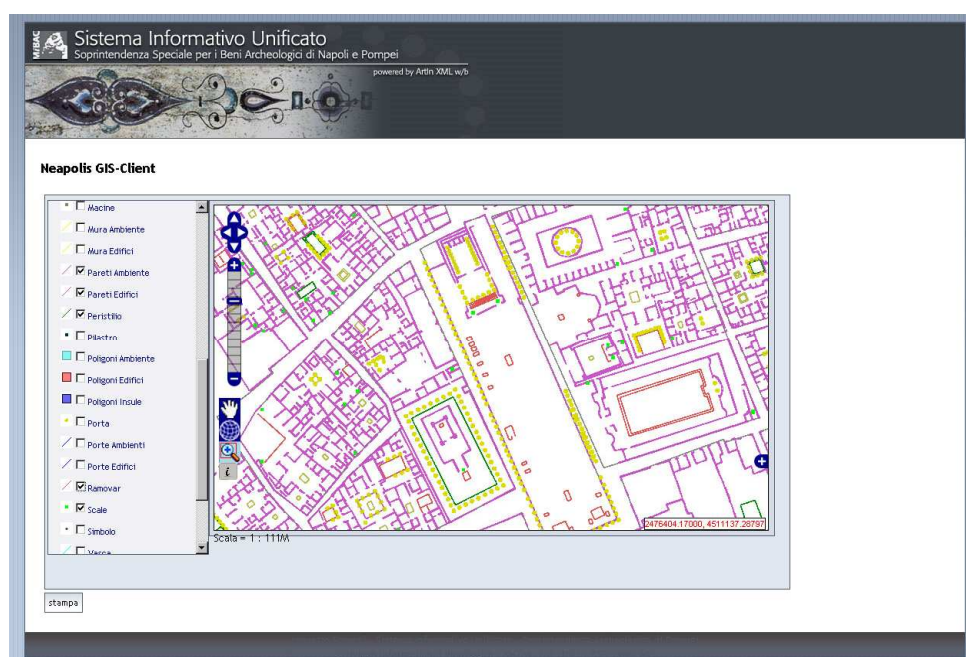 MiBAC
Sistema Informativo Unificato
Soprintendenza Speciale per i Beni Archeologici di Napoli e Pompei
powered by ArtIn XML w/b
Neapolis GIS-Client
Macine
Mura Ambiente
Mura Edifici
Pareti Ambiente
Pareti Edifici
Peristilio
Pilastro
Poligoni Ambiente
Poligoni Edifici
Poligoni Insule
Porta
Porte Ambienti
Porte Edifici
Ramovar
Scale
Simbolo
Vasca
i
2476404.17000, 4511137.28797
Scala = 1 : 111M
stampa